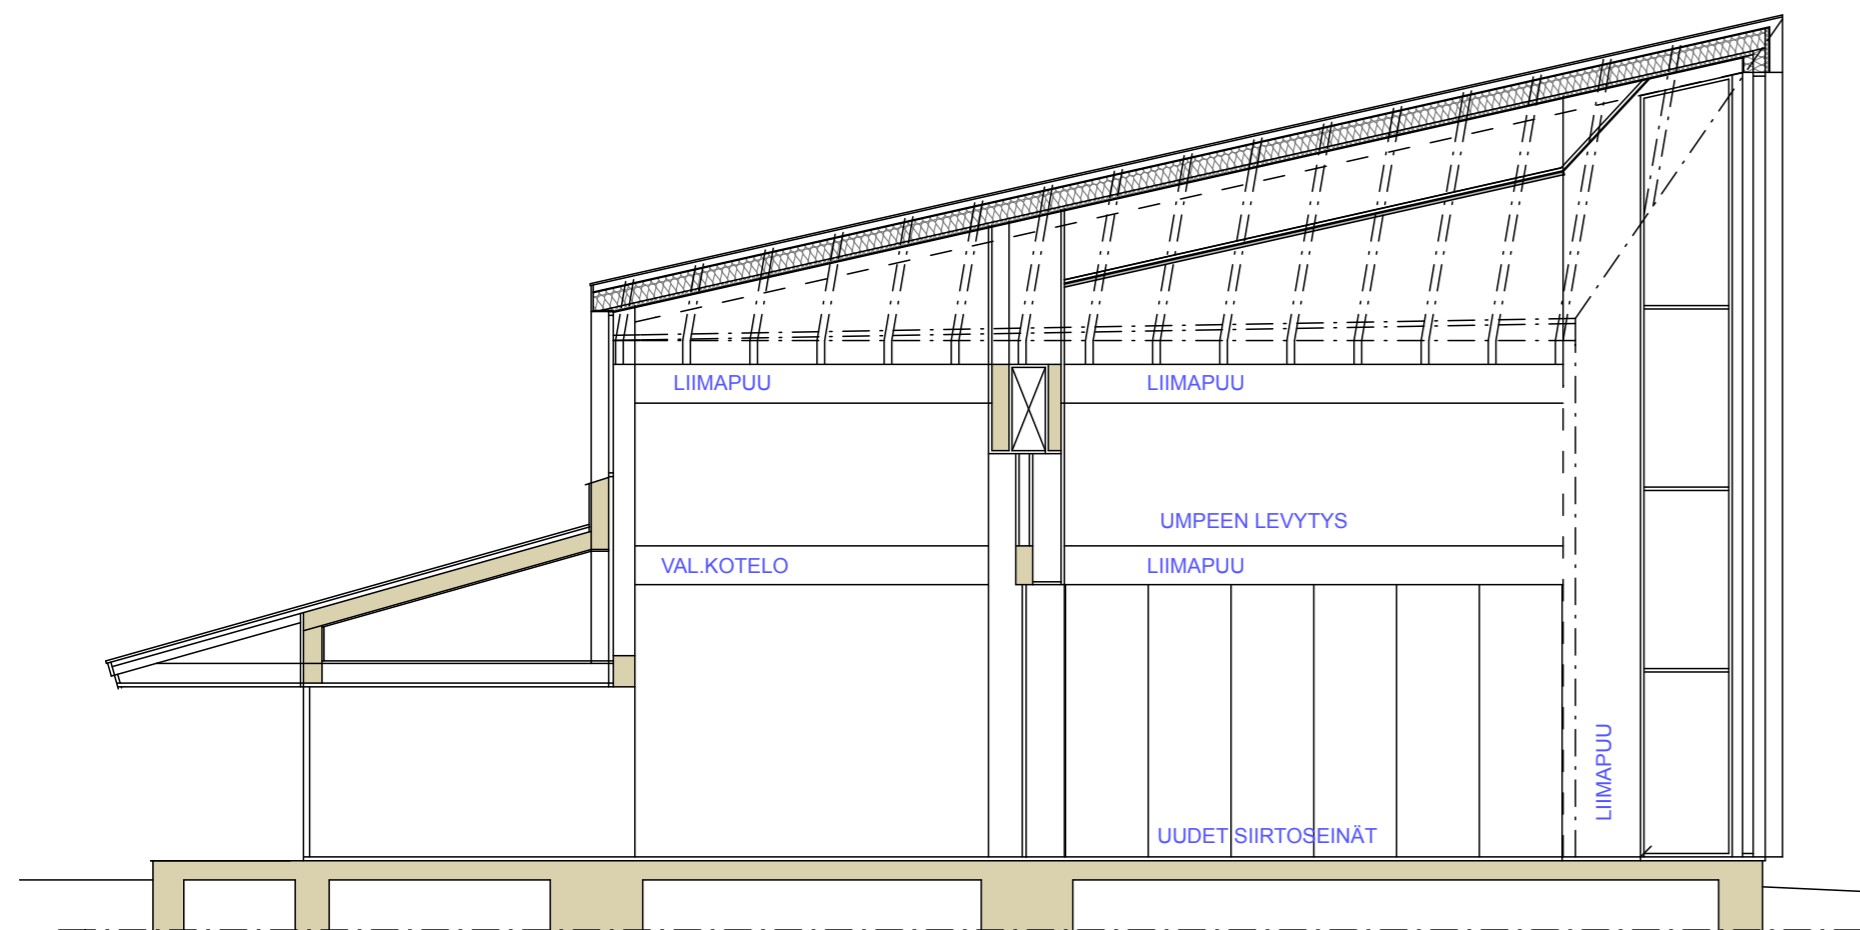 LIIMAPUU
LIIMAPUU
UMPEEN LEVYTYS
VAL.KOTELO
LIIMAPUU
LIIMAPUU
UUDET SIIRTOSEINÄT